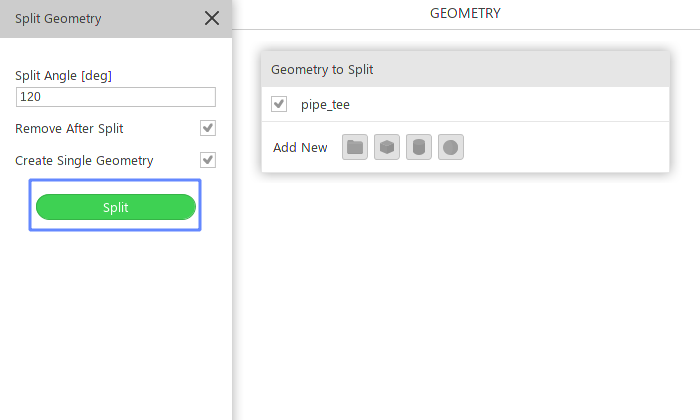 Split Geometry
Split Angle [deg]
120
Remove After Split
Create Single Geometry
Split
GEOMETRY
Geometry to Split
pipe_tee
Add New